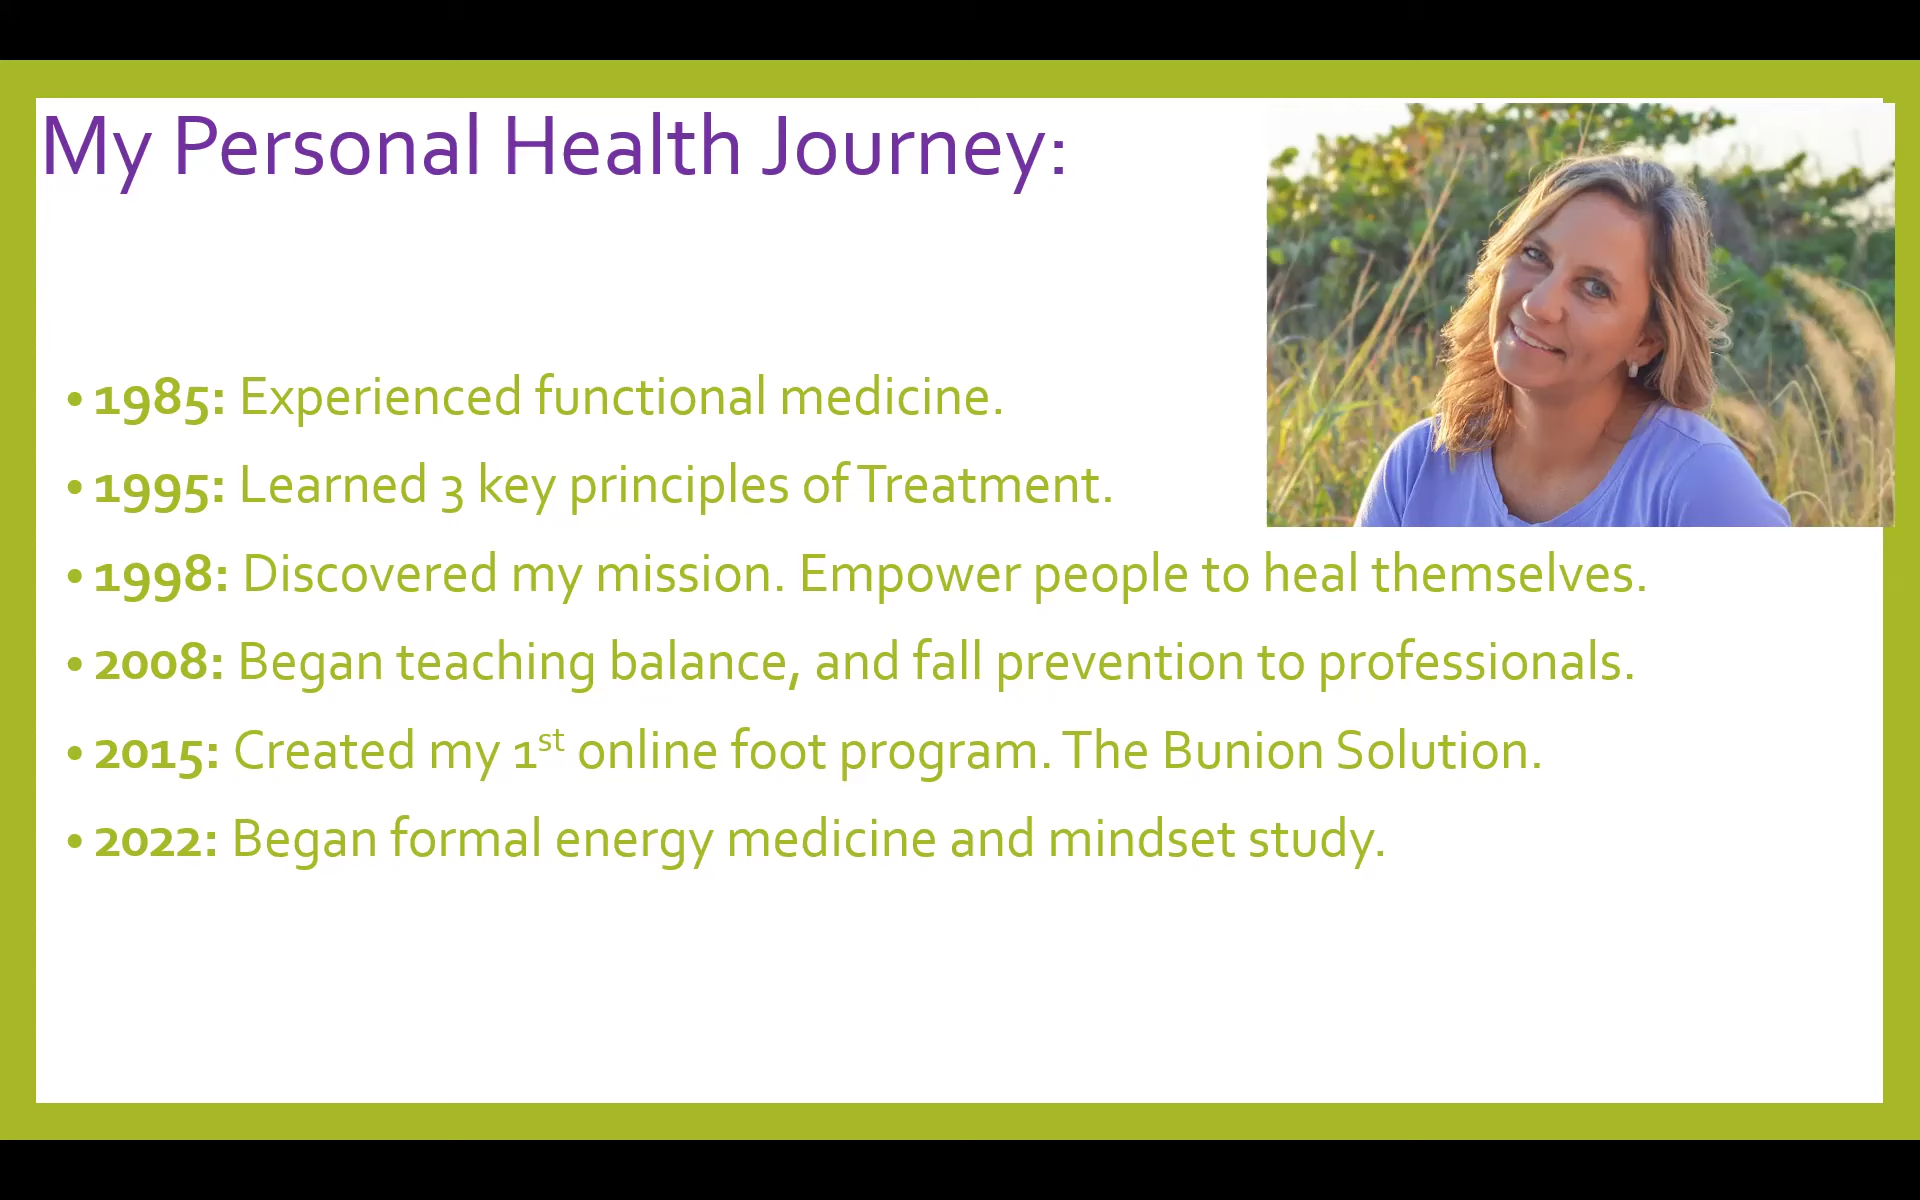 My Personal Health Journey:
• 1985: Experienced functional medicine.
• 1995: Learned 3 key principles of Treatment.
• 1998: Discovered my mission. Empower people to heal themselves.
• 2008: Began teaching balance, and fall prevention to professionals.
• 2015: Created my 1st online foot program. The Bunion Solution.
• 2022: Began formal energy medicine and mindset study.